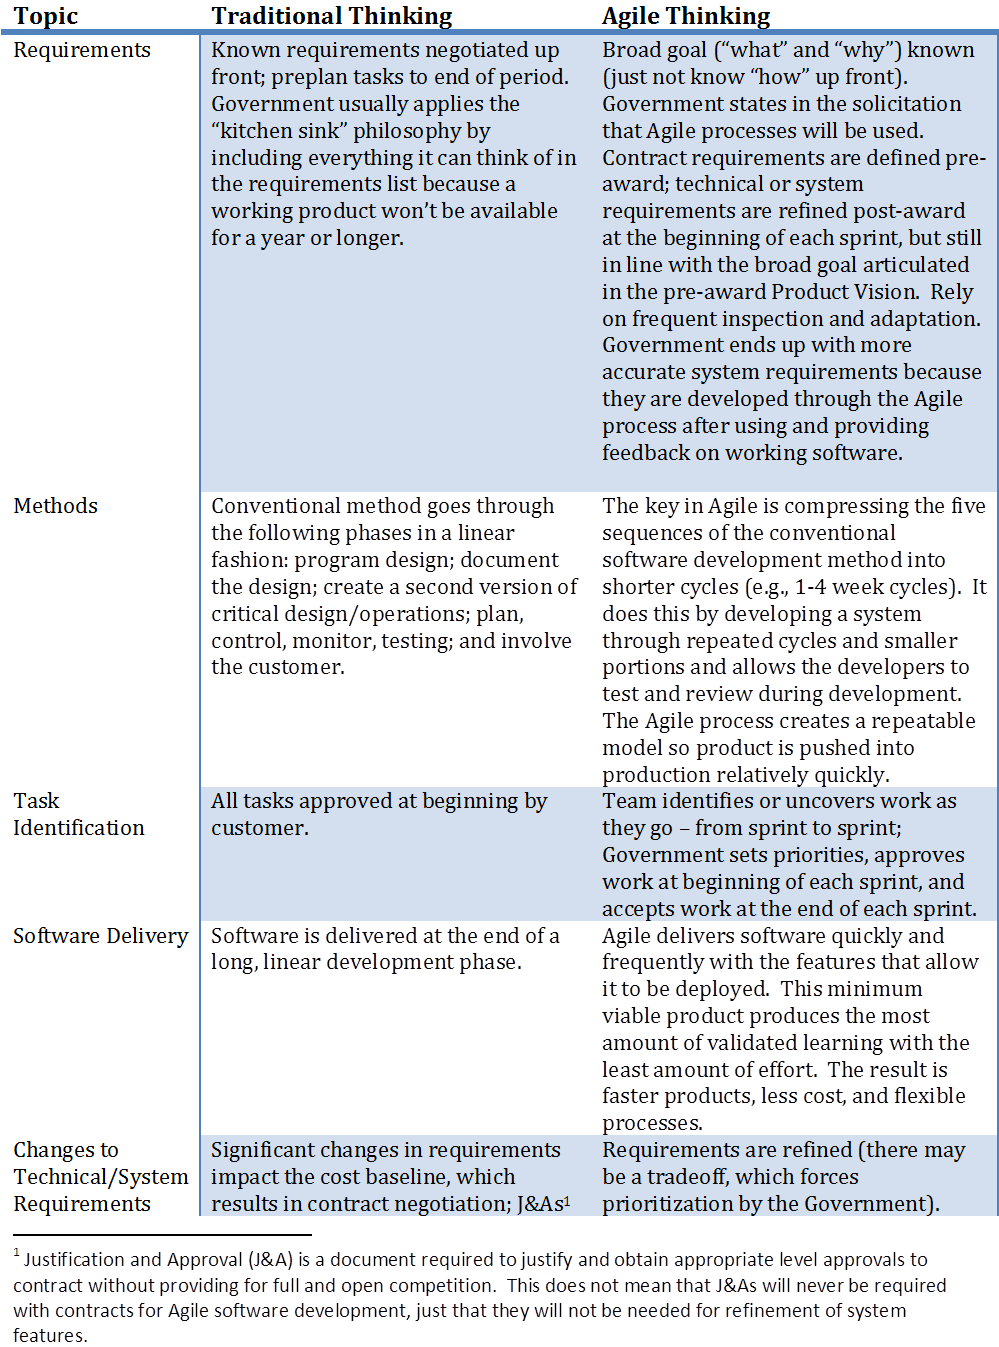 Topic
Traditional Thinking
Agile Thinking
Requirements
Known requirements negotiated up
front; preplan tasks to end of period.
Government usually applies the
“kitchen sink” philosophy by
including everything it can think of in
the requirements list because a
working product won’t be available
for a year or longer.
Broad goal (“what” and “why”) known
(just not know “how” up front).
Government states in the solicitation
that Agile processes will be used.
Contract requirements are defined pre-
award; technical or system
requirements are refined post-award
at the beginning of each sprint, but still
in line with the broad goal articulated
in the pre-award Product Vision.  Rely
on frequent inspection and adaptation.
Government ends up with more
accurate system requirements because
they are developed through the Agile
process after using and providing
feedback on working software.
Methods
Conventional method goes through
the following phases in a linear
fashion: program design; document
the design; create a second version of
critical design/operations; plan,
control, monitor, testing; and involve
the customer.
The key in Agile is compressing the five
sequences of the conventional
software development method into
shorter cycles (e.g., 1-4 week cycles).  It
does this by developing a system
through repeated cycles and smaller
portions and allows the developers to
test and review during development.
The Agile process creates a repeatable
model so product is pushed into
production relatively quickly.
Task
Identification
All tasks approved at beginning by
customer.
Team identifies or uncovers work as
they go – from sprint to sprint;
Government sets priorities, approves
work at beginning of each sprint, and
accepts work at the end of each sprint.
Software Delivery
Software is delivered at the end of a
long, linear development phase.
Agile delivers software quickly and
frequently with the features that allow
it to be deployed.  This minimum
viable product produces the most
amount of validated learning with the
least amount of effort.  The result is
faster products, less cost, and flexible
processes.
Changes to
Technical/System
Requirements
Significant changes in requirements
impact the cost baseline, which
results in contract negotiation; J&As¹
Requirements are refined (there may
be a tradeoff, which forces
prioritization by the Government).
¹ Justification and Approval (J&A) is a document required to justify and obtain appropriate level approvals to
contract without providing for full and open competition.  This does not mean that J&As will never be required
with contracts for Agile software development, just that they will not be needed for refinement of system
features.